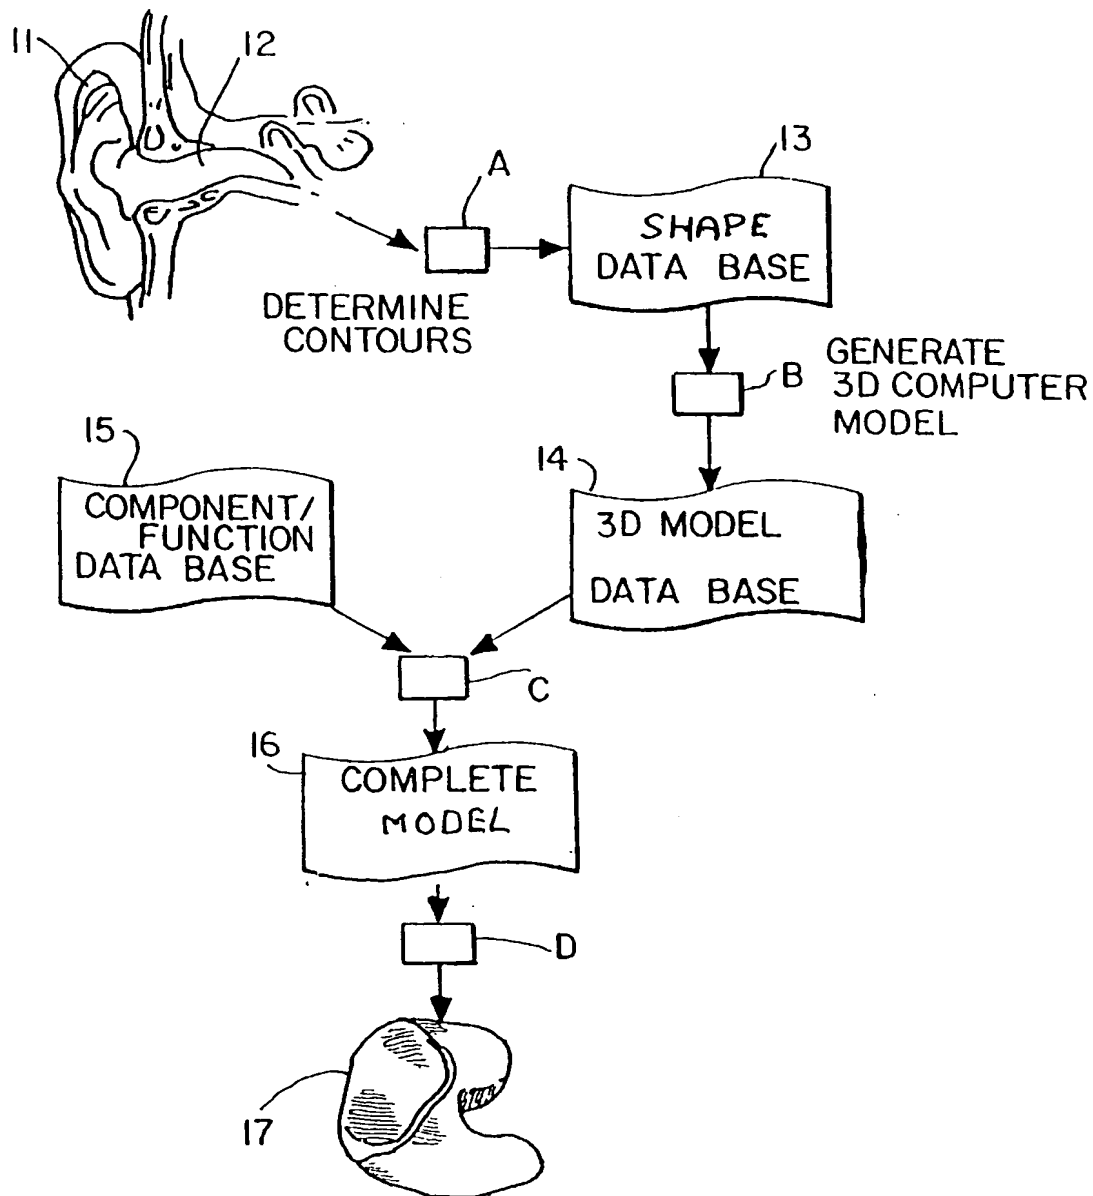 11
12
A
13
SHAPE
DATA BASE
DETERMINE
CONTOURS
B
GENERATE
3D COMPUTER
MODEL
15
COMPONENT/
FUNCTION
DATA BASE
14
3D MODEL
DATA BASE
C
16
COMPLETE
MODEL
D
17